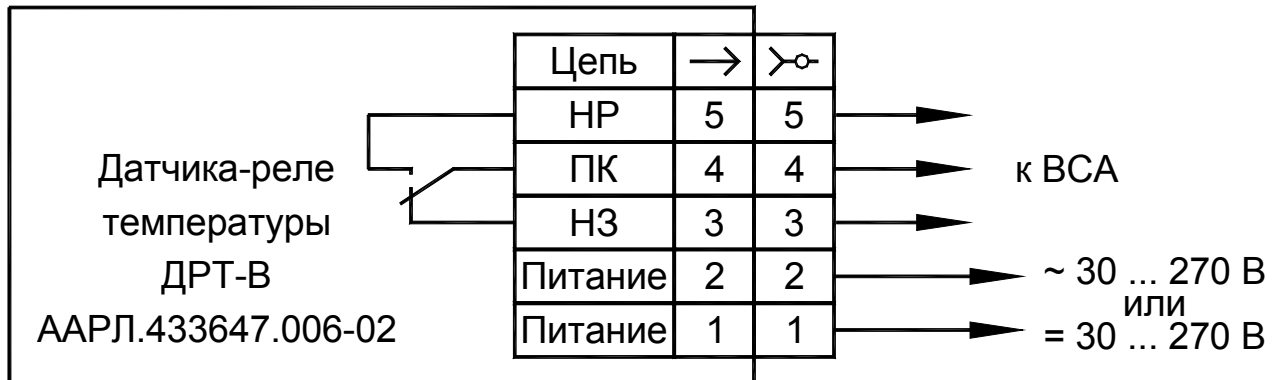 Цепь
НР 5 5
ПК 4 4
НЗ 3 3
Питание 2 2
Питание 1 1
Датчика-реле
температуры
ДРТ-В
ААРЛ.433647.006-02
к ВСА
~ 30 ... 270 В
или
= 30 ... 270 В